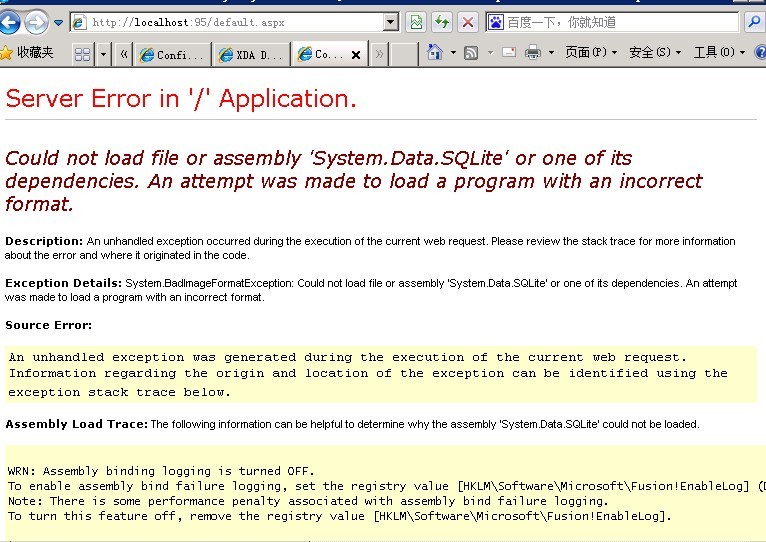 http://localhost:95/default.aspx
百度一下，你就知道
收藏夹
Confi...
XDA D...
Co...
页面(P)
安全(S)
工具(O)
Server Error in '/' Application.
Could not load file or assembly 'System.Data.SQLite' or one of its
dependencies. An attempt was made to load a program with an incorrect
format.
Description: An unhandled exception occurred during the execution of the current web request. Please review the stack trace for more information
about the error and where it originated in the code.
Exception Details: System.BadImageFormatException: Could not load file or assembly 'System.Data.SQLite' or one of its dependencies. An attempt
was made to load a program with an incorrect format.
Source Error:
An unhandled exception was generated during the execution of the current web request.
Information regarding the origin and location of the exception can be identified using the
exception stack trace below.
Assembly Load Trace: The following information can be helpful to determine why the assembly 'System.Data.SQLite' could not be loaded.
WRN: Assembly binding logging is turned OFF.
To enable assembly bind failure logging, set the registry value [HKLM\Software\Microsoft\Fusion!EnableLog] (
Note: There is some performance penalty associated with assembly bind failure logging.
To turn this feature off, remove the registry value [HKLM\Software\Microsoft\Fusion!EnableLog].